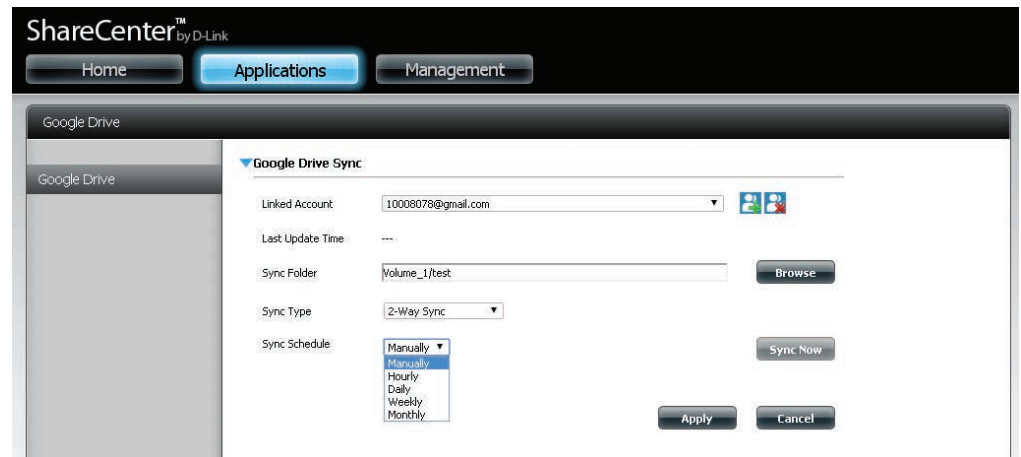 ShareCenter™ by D-Link
Home Applications Management
Google Drive
Google Drive
Google Drive Sync
Linked Account 10008078@gmail.com
Last Update Time ---
Sync Folder Volume_1/test Browse
Sync Type 2-Way Sync
Sync Schedule Manually Sync Now
Manually
Hourly
Daily
Weekly
Monthly
Apply Cancel